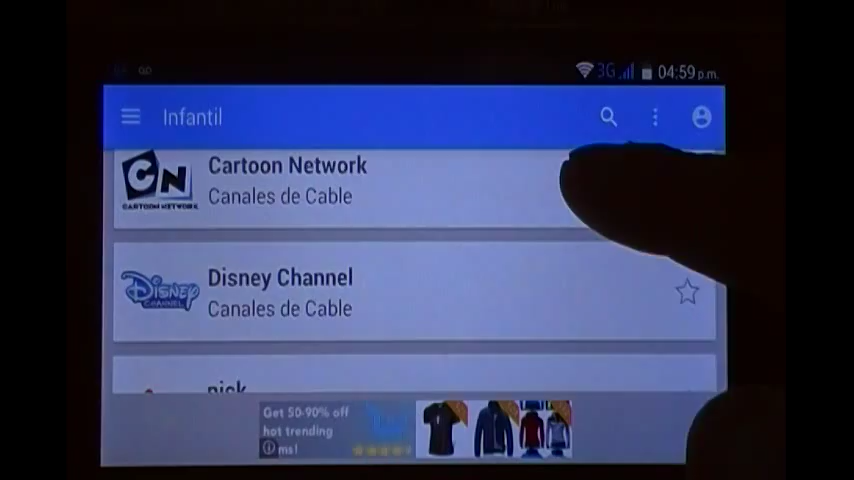 3G 04:59 p.m.
Infantil
CN
CARTOON NETWORK
Cartoon Network
Canales de Cable
DISNEY
CHANNEL
Disney Channel
Canales de Cable
nick
Get 50-90% off
hot trending
ms!